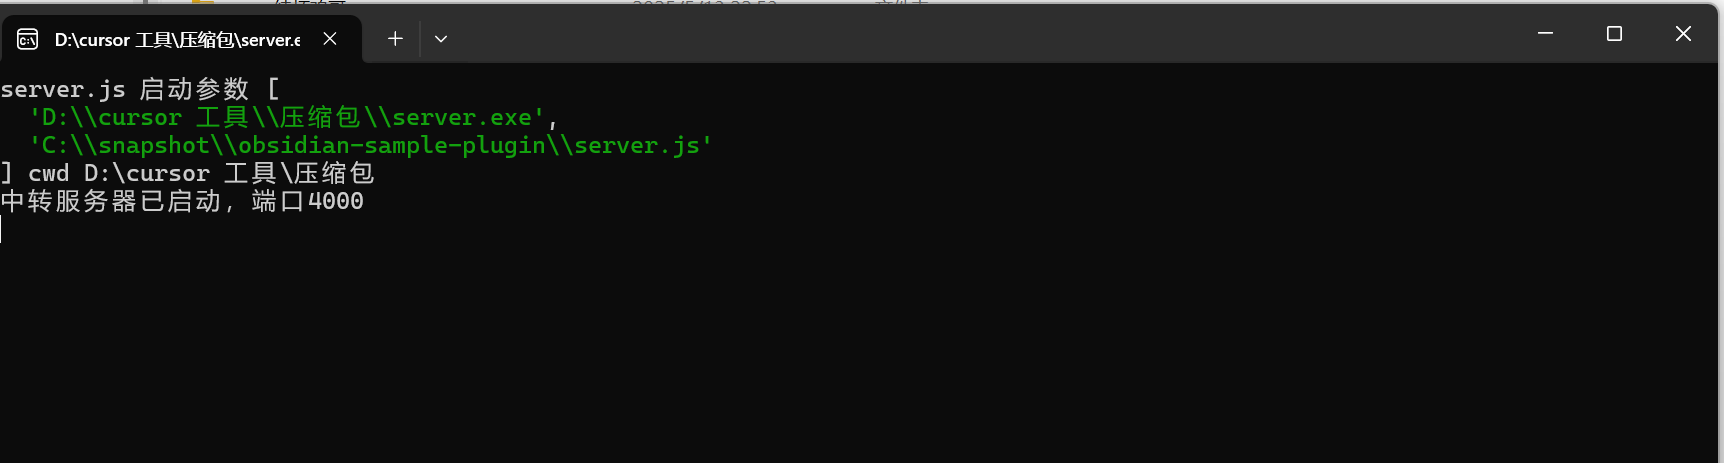 D:\cursor 工具\压缩包\server.e
server.js 启动参数 [
'D:\\cursor 工具\\压缩包\\server.exe',
'C:\\snapshot\\obsidian-sample-plugin\\server.js'
] cwd D:\cursor 工具\压缩包
中转服务器已启动, 端口4000